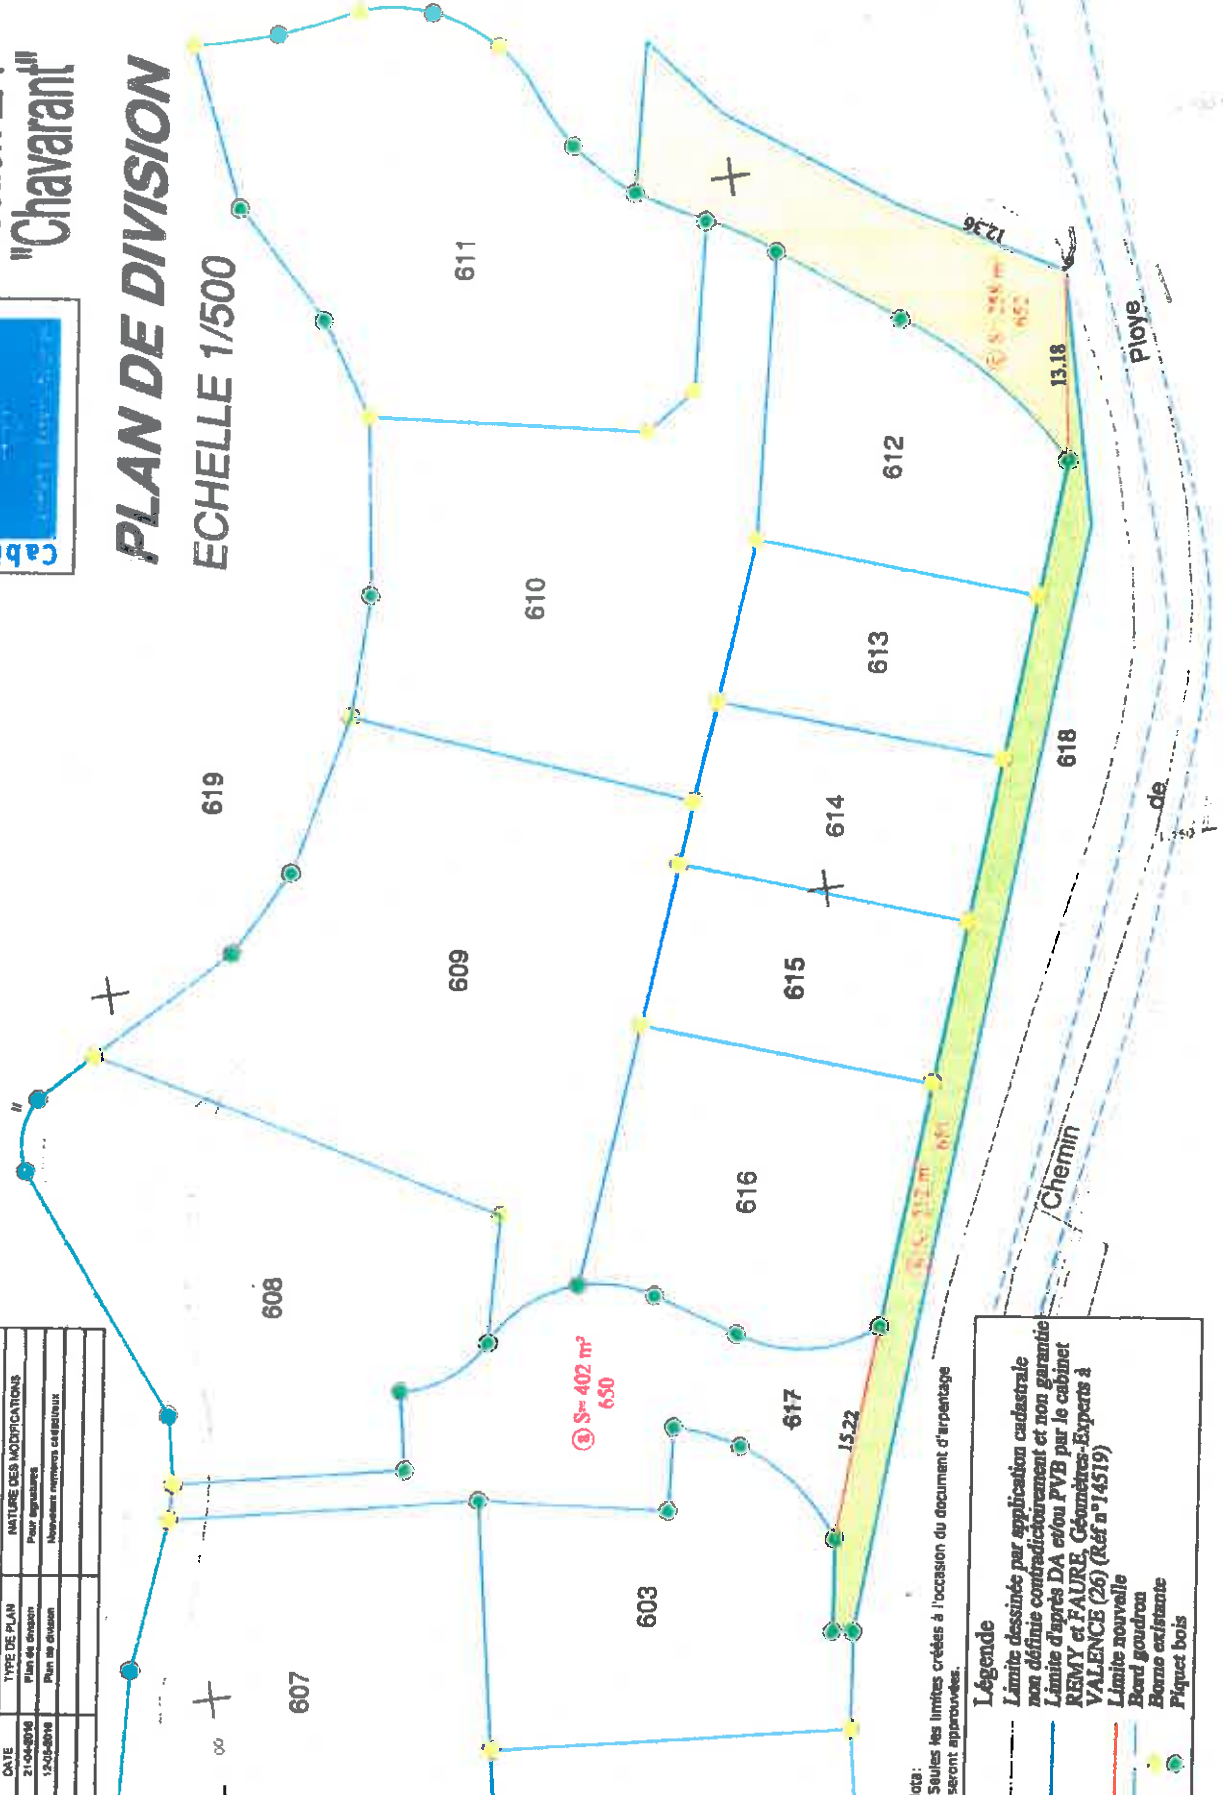 "Chavarant"
PLAN DE DIVISION
ECHELLE 1/500
DATE TYPE DE PLAN NATURE DES MODIFICATIONS
21-04-2016 Plan de division Pour signatures
12-05-2016 Plan de division Nouveaux numéros cadastraux
619
611
610
609
608
607
612
613
614
615
616
617
618
603
12.36
13.18
15.22
652
651
S= 402 m²
650
Chemin
de
Ploye
Seules les limites créées à l'occasion du document d'arpentage
seront approuvées.
Légende
Limite dessinée par application cadastrale
non définie contradictoirement et non garantie
Limite d'après DA et/ou PVB par le cabinet
REMY et FAURE, Géomètres-Experts à
VALENCE (26) (Réf n°14519)
Limite nouvelle
Bord goudron
Borne existante
Piquet bois